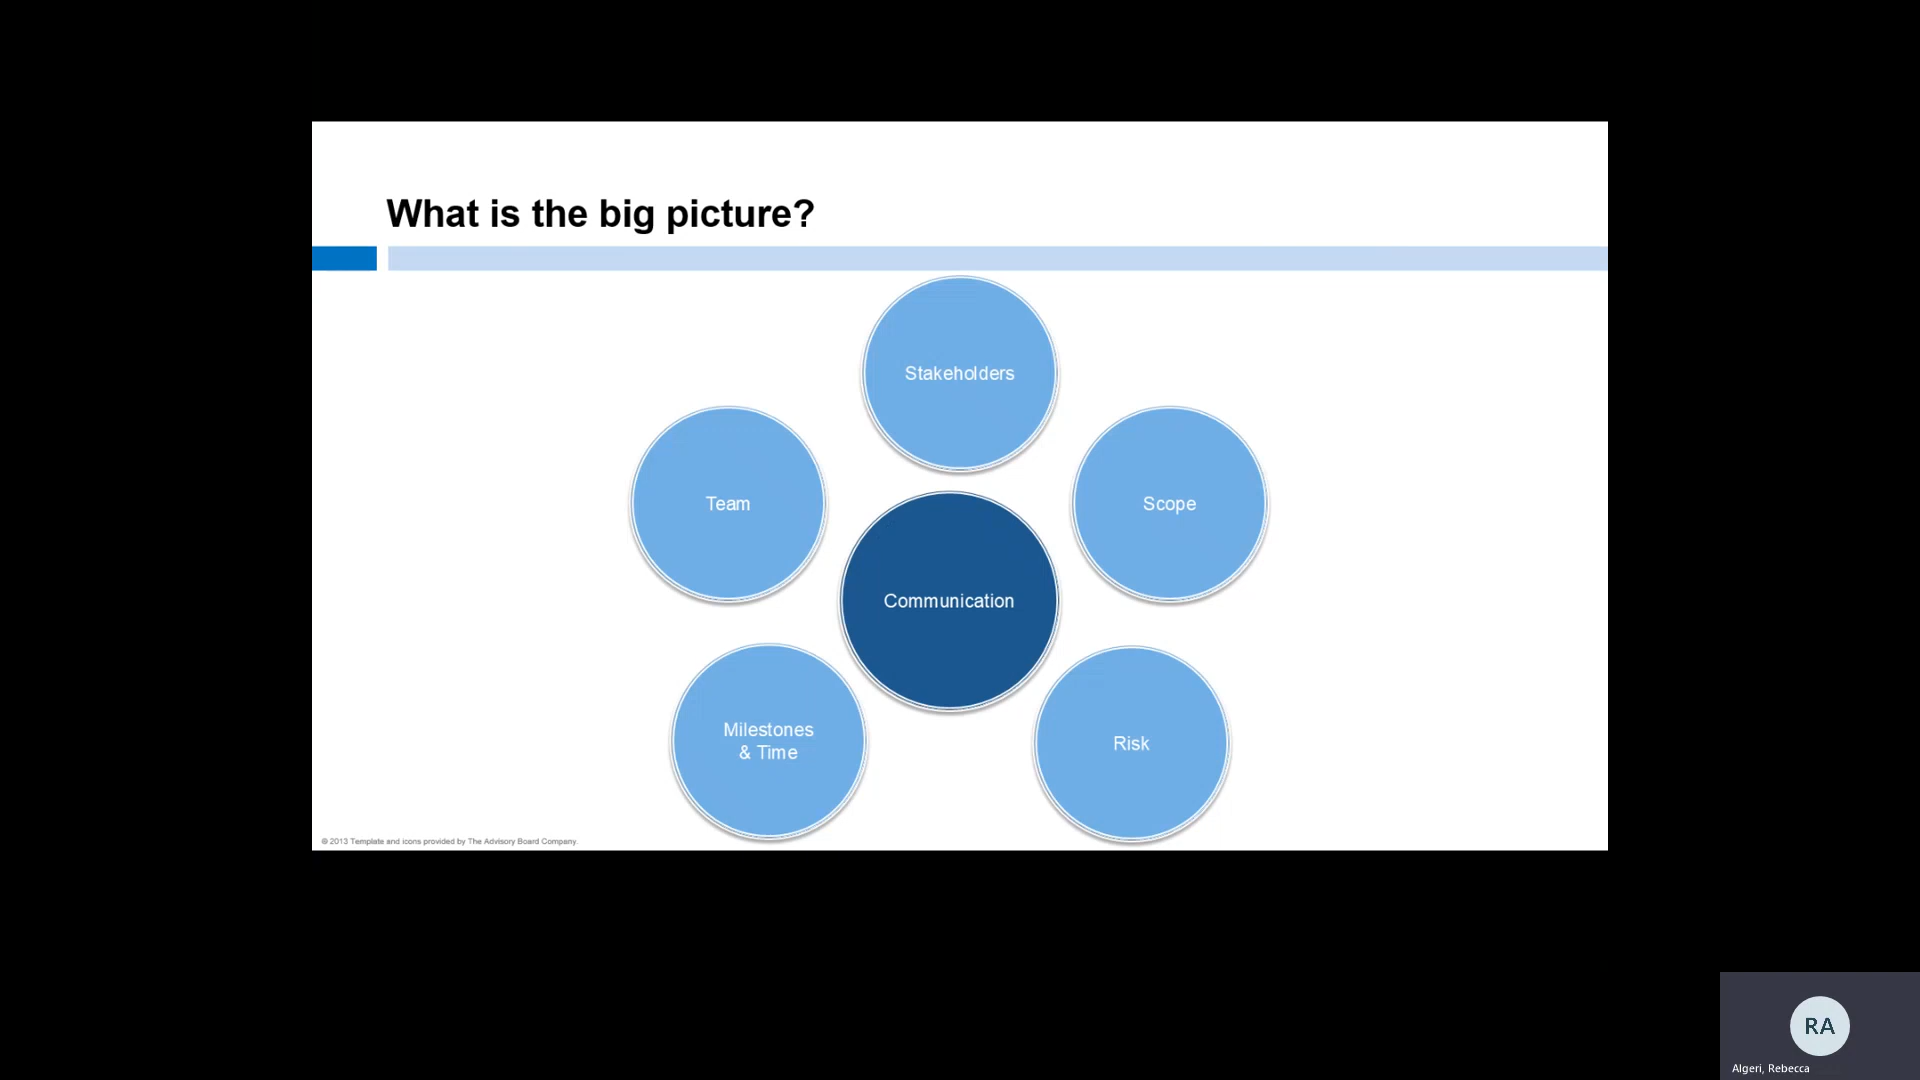 What is the big picture?
Stakeholders
Team
Scope
Communication
Milestones
& Time
Risk
© 2013 Template and icons provided by The Advisory Board Company.
RA
Algeri, Rebecca